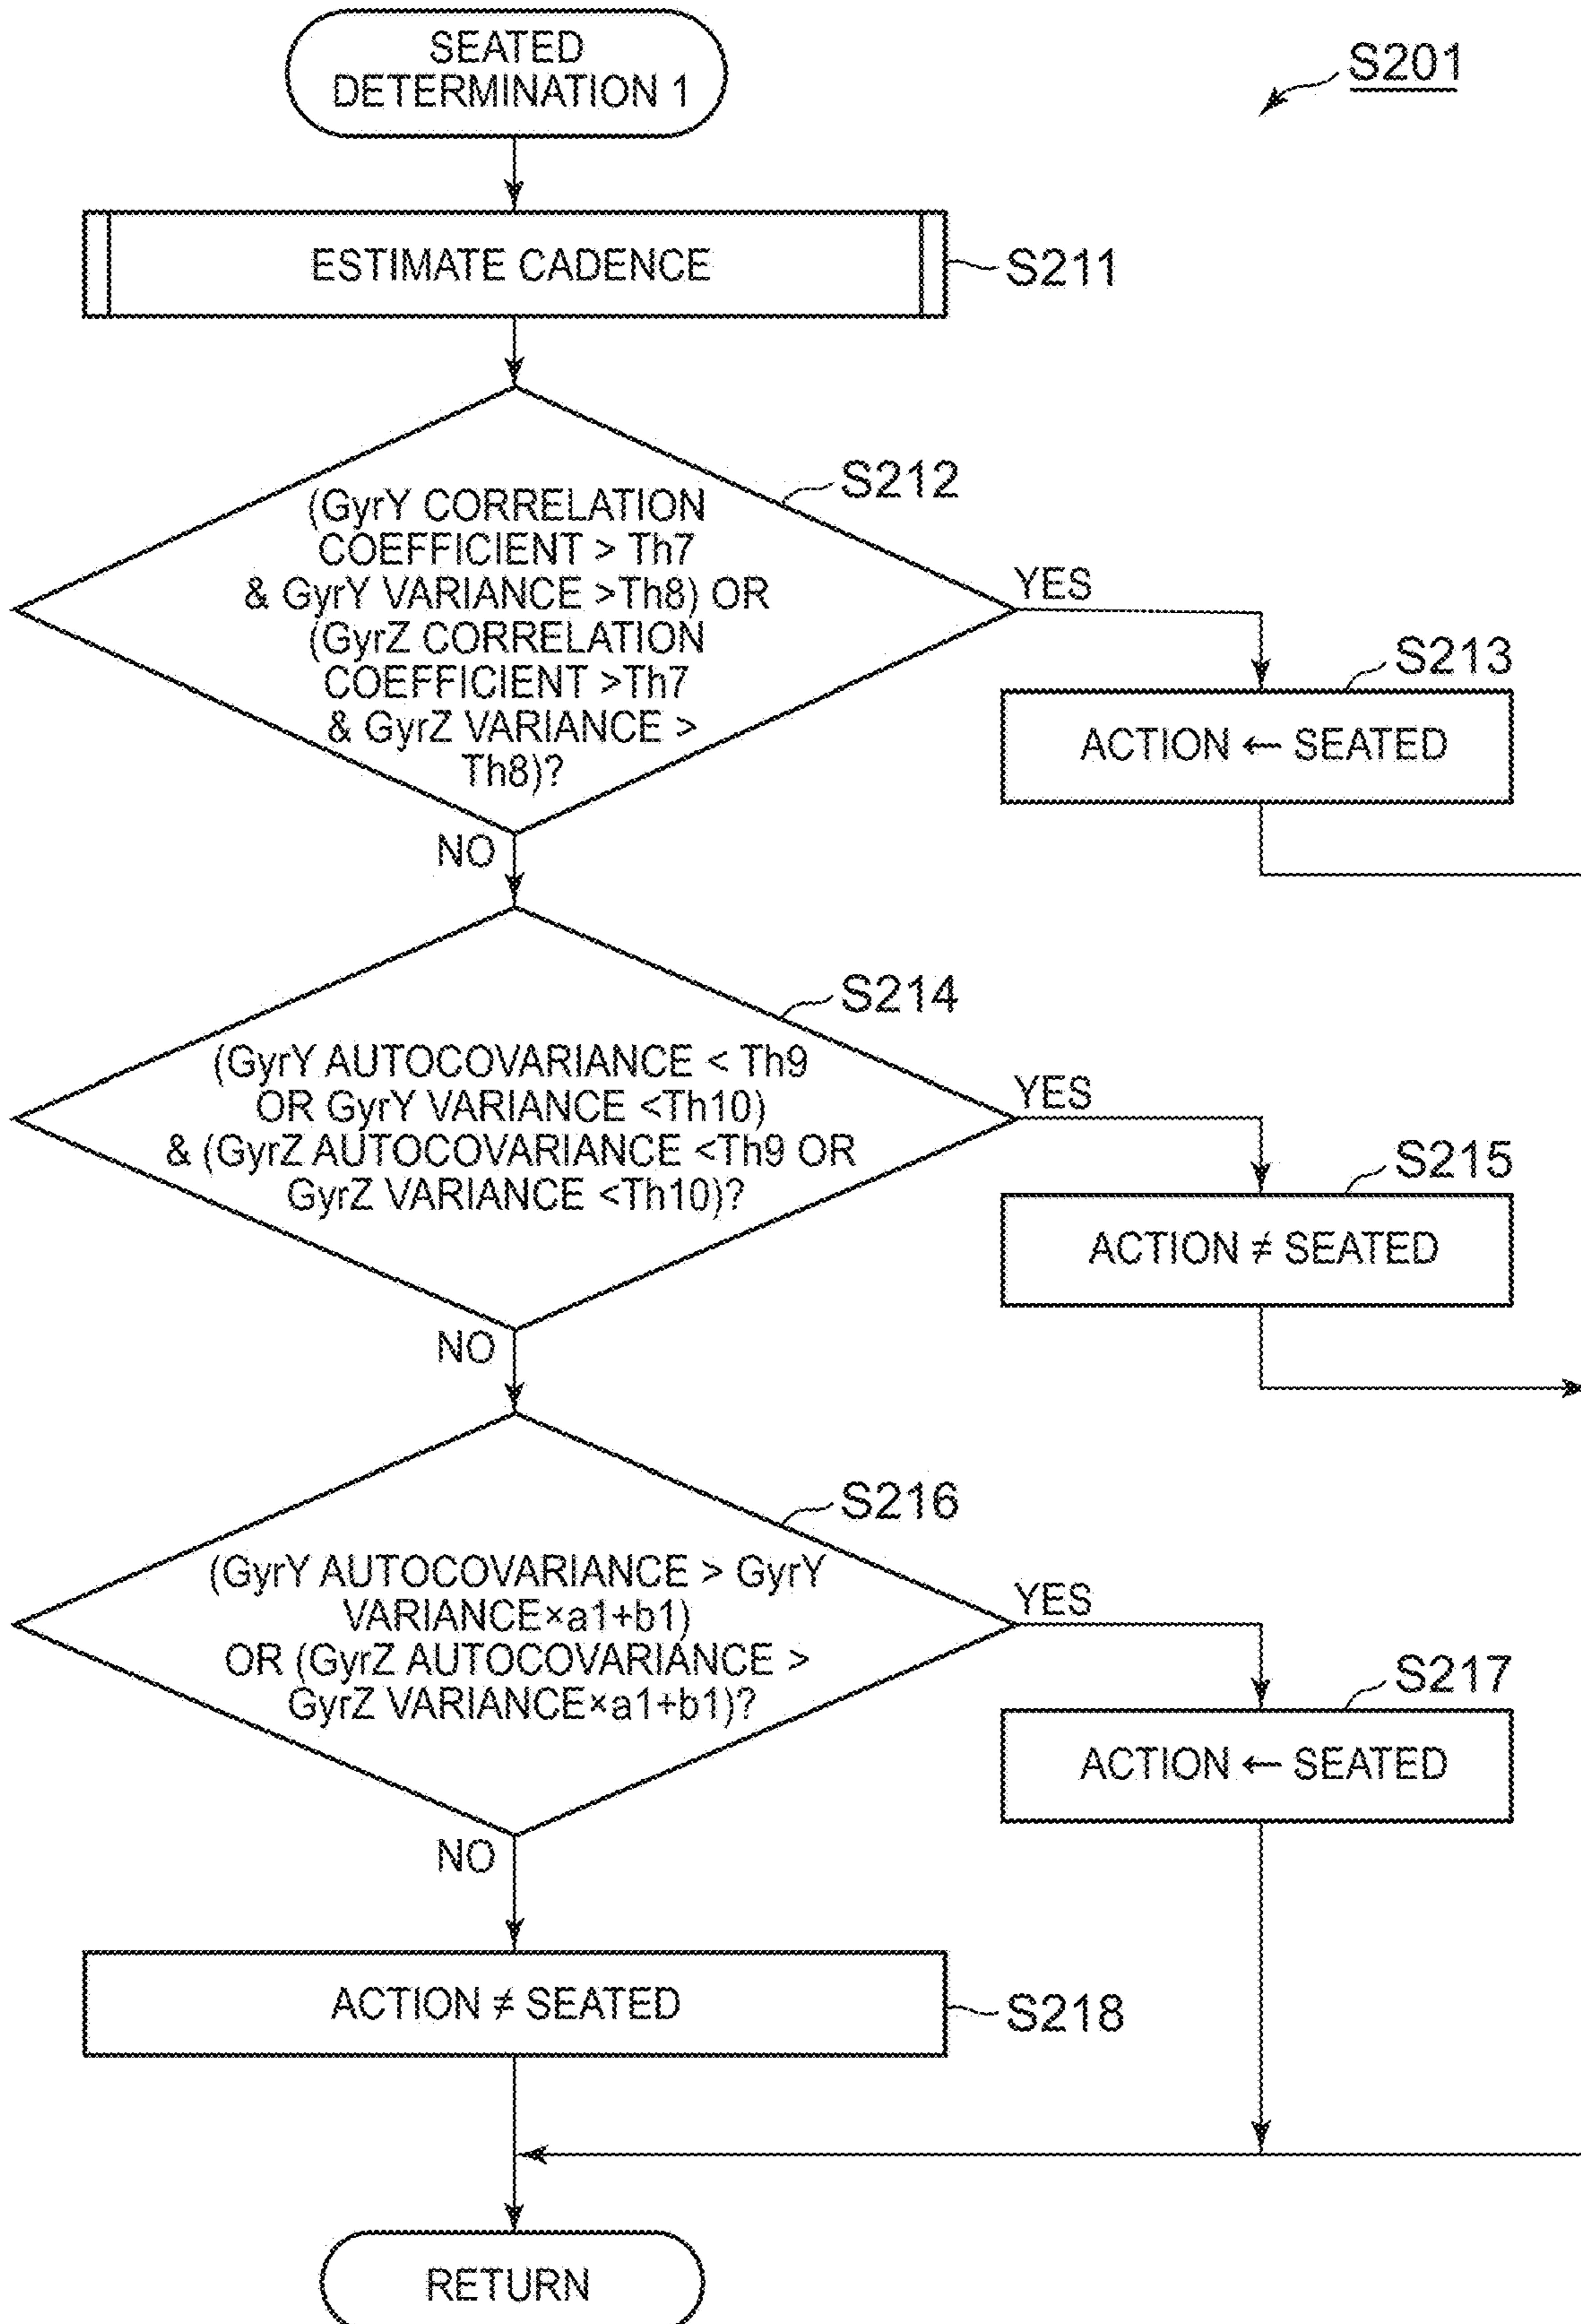 SEATED
DETERMINATION 1
S201
ESTIMATE CADENCE
S211
S212
(GyrY CORRELATION
COEFFICIENT > Th7
& GyrY VARIANCE >Th8) OR
(GyrZ CORRELATION
COEFFICIENT >Th7
& GyrZ VARIANCE >
Th8)?
YES
S213
ACTION ← SEATED
NO
S214
(GyrY AUTOCOVARIANCE < Th9
OR GyrY VARIANCE <Th10)
& (GyrZ AUTOCOVARIANCE <Th9 OR
GyrZ VARIANCE <Th10)?
YES
S215
ACTION ≠ SEATED
NO
S216
(GyrY AUTOCOVARIANCE > GyrY
VARIANCE×a1+b1)
OR (GyrZ AUTOCOVARIANCE >
GyrZ VARIANCE×a1+b1)?
YES
S217
ACTION ← SEATED
NO
ACTION ≠ SEATED
S218
RETURN